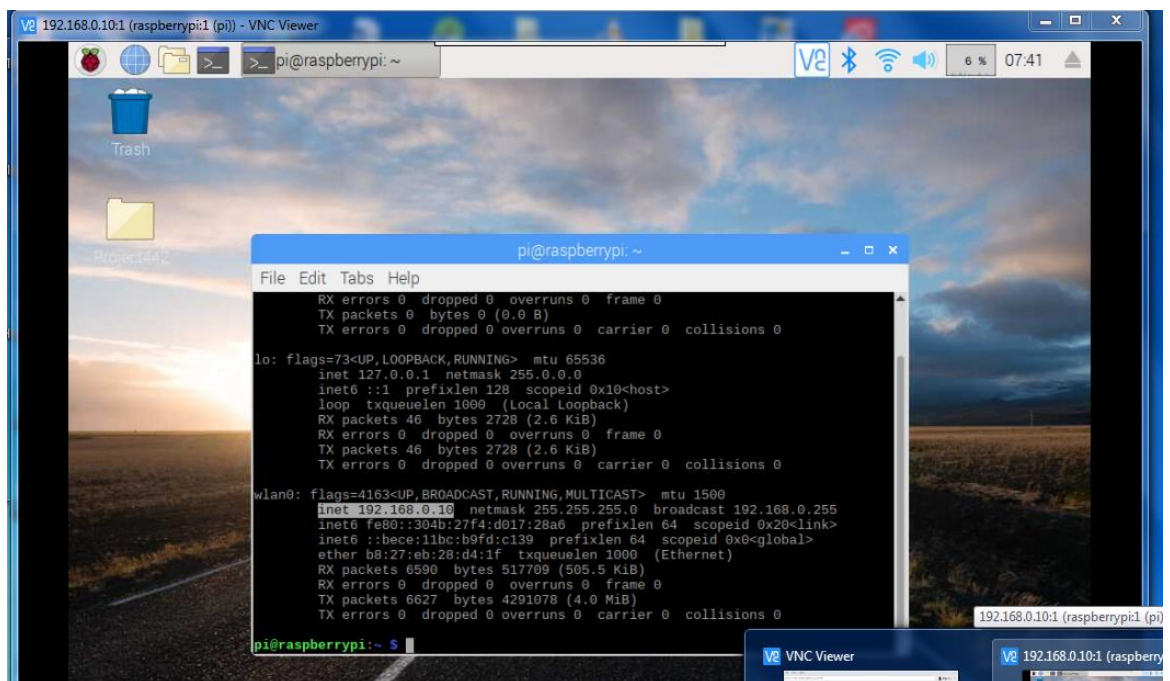 192.168.0.10:1 (raspberrypi:1 (pi)) - VNC Viewer
pi@raspberrypi: ~
6 %
07:41
Trash
Project442
pi@raspberrypi: ~
File Edit Tabs Help
RX errors 0 dropped 0 overruns 0 frame 0
TX packets 0 bytes 0 (0.0 B)
TX errors 0 dropped 0 overruns 0 carrier 0 collisions 0
lo: flags=73<UP,LOOPBACK,RUNNING> mtu 65536
inet 127.0.0.1 netmask 255.0.0.0
inet6 ::1 prefixlen 128 scopeid 0x10<host>
loop txqueuelen 1000 (Local Loopback)
RX packets 46 bytes 2728 (2.6 KiB)
RX errors 0 dropped 0 overruns 0 frame 0
TX packets 46 bytes 2728 (2.6 KiB)
TX errors 0 dropped 0 overruns 0 carrier 0 collisions 0
wlan0: flags=4163<UP,BROADCAST,RUNNING,MULTICAST> mtu 1500
inet 192.168.0.10 netmask 255.255.255.0 broadcast 192.168.0.255
inet6 fe80::304b:27f4:d017:28a6 prefixlen 64 scopeid 0x20<link>
inet6 ::bece:11bc:b9fd:c139 prefixlen 64 scopeid 0x0<global>
ether b8:27:eb:28:d4:1f txqueuelen 1000 (Ethernet)
RX packets 6590 bytes 517709 (505.5 KiB)
RX errors 0 dropped 0 overruns 0 frame 0
TX packets 6627 bytes 4291078 (4.0 MiB)
TX errors 0 dropped 0 overruns 0 carrier 0 collisions 0
pi@raspberrypi:~ $
192.168.0.10:1 (raspberrypi:1 (pi)
VNC Viewer
192.168.0.10:1 (raspberry